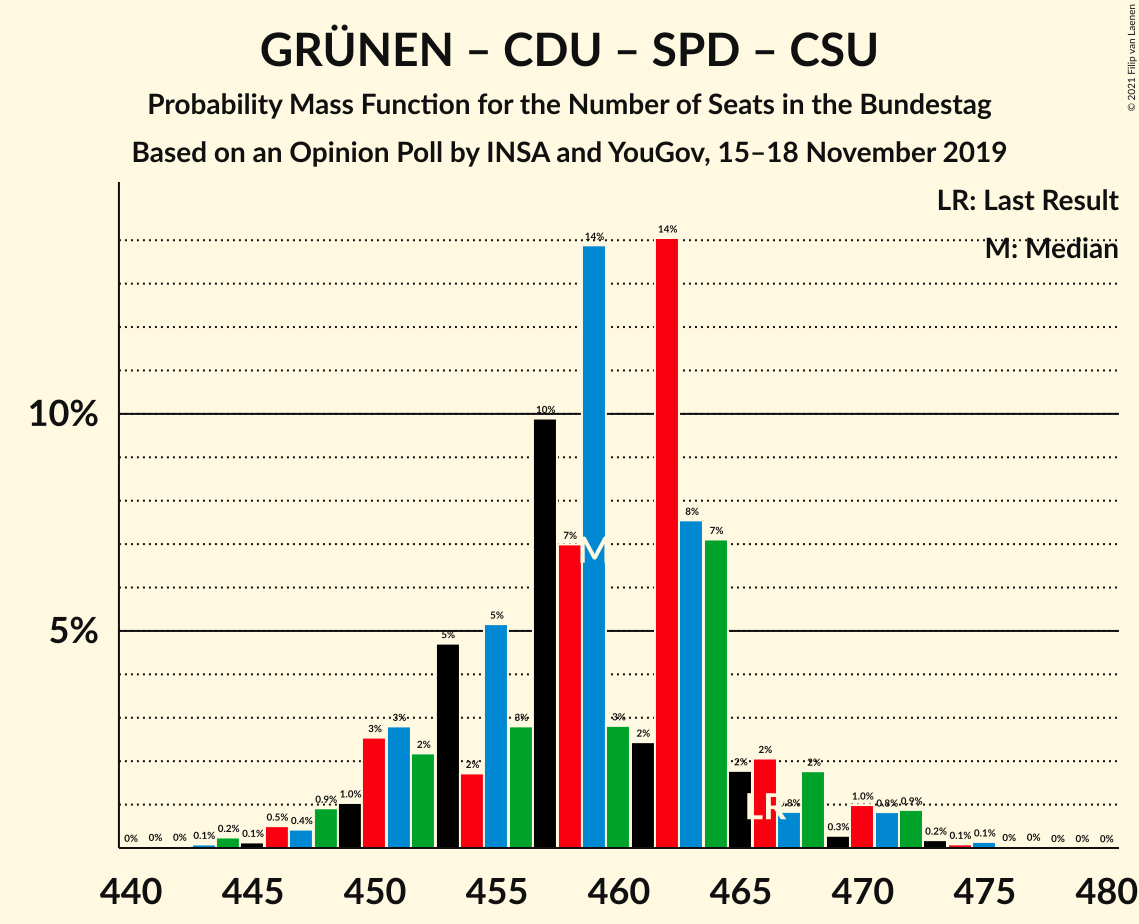 GRÜNEN – CDU – SPD – CSU
Probability Mass Function for the Number of Seats in the Bundestag
Based on an Opinion Poll by INSA and YouGov, 15–18 November 2019
© 2021 Filip van Laenen
LR: Last Result
M: Median
10%
5%
0% 0% 0% 0.1% 0.2% 0.1% 0.5% 0.4% 0.9% 1.0% 3% 3% 2% 5% 2% 5% 3% 10% 7% 14% 3% 2% 14% 8% 7% 2% 2% 0.8% 2% 0.3% 1.0% 0.8% 0.9% 0.2% 0.1% 0.1% 0% 0% 0% 0% 0%
M
LR
440 445 450 455 460 465 470 475 480